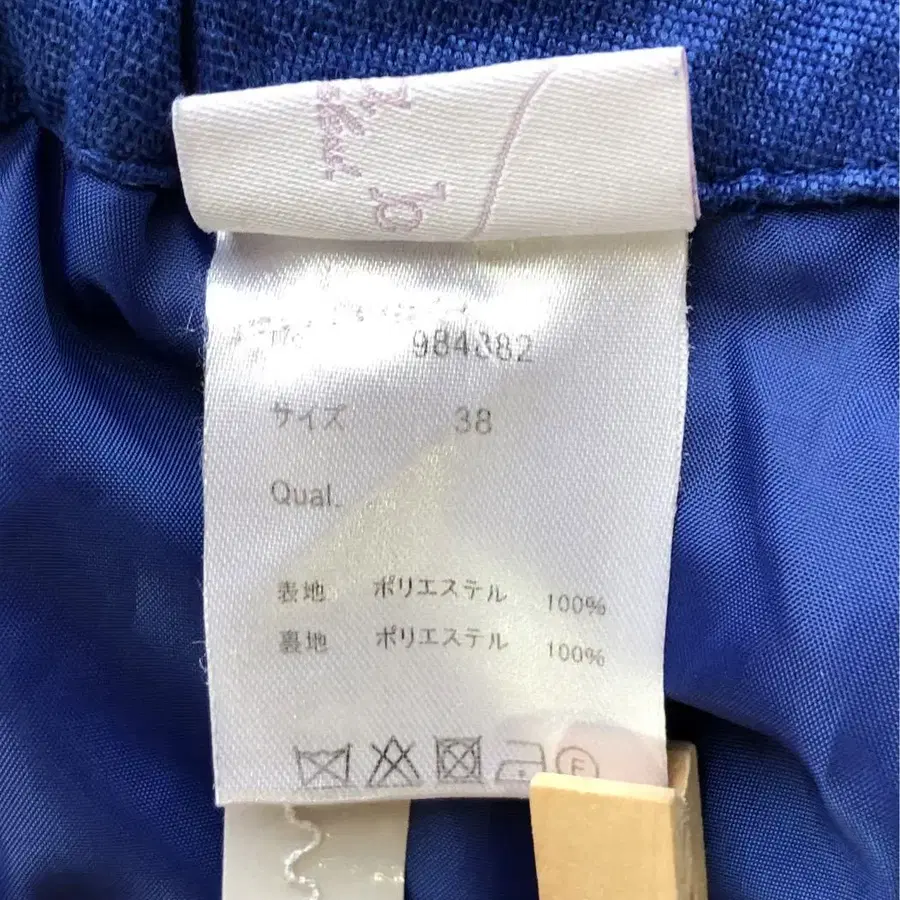 984382
サイズ 38
Qual.
表地 ポリエステル 100%
裏地 ポリエステル 100%
F